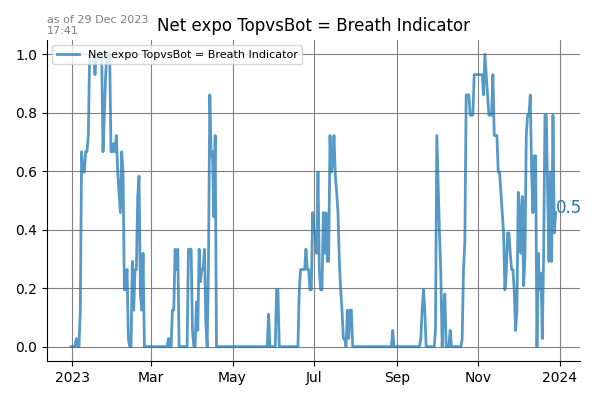 as of 29 Dec 2023
17:41
Net expo TopvsBot = Breath Indicator
Net expo TopvsBot = Breath Indicator
1.0
0.8
0.6
0.4
0.2
0.0
0.5
2023 Mar May Jul Sep Nov 2024